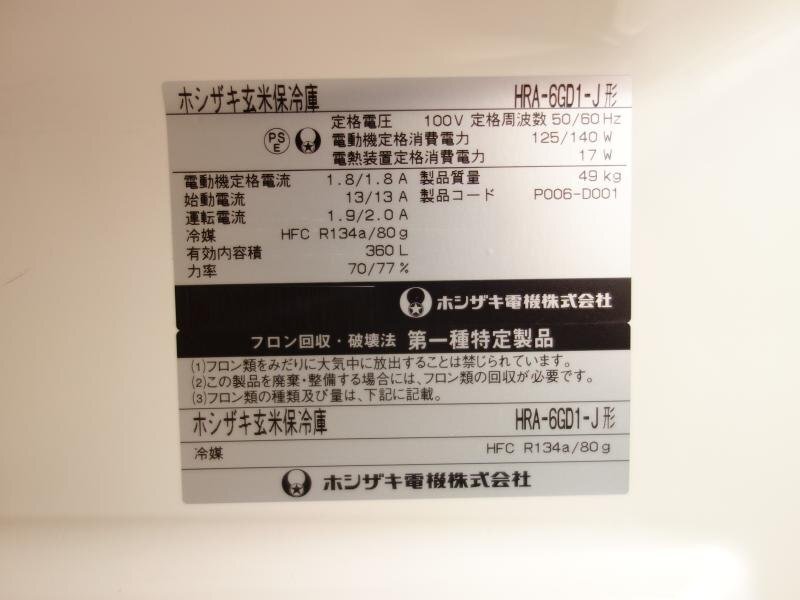 ホシザキ玄米保冷庫 HRA-6GD1-J形
定格電圧 100V 定格周波数 50/60 Hz
PSE 電動機定格消費電力 125/140 W
電熱装置定格消費電力 17 W
電動機定格電流 1.8/1.8 A 製品質量 49 kg
始動電流 13/13 A 製品コード P006-D001
運転電流 1.9/2.0 A
冷媒 HFC R134a/80g
有効内容積 360 L
力率 70/77 %
ホシザキ電機株式会社
フロン回収・破壊法 第一種特定製品
(1)フロン類をみだりに大気中に放出することは禁じられています。
(2)この製品を廃棄・整備する場合には、フロン類の回収が必要です。
(3)フロン類の種類及び量は、下記に記載。
ホシザキ玄米保冷庫 HRA-6GD1-J形
冷媒 HFC R134a/80g
ホシザキ電機株式会社